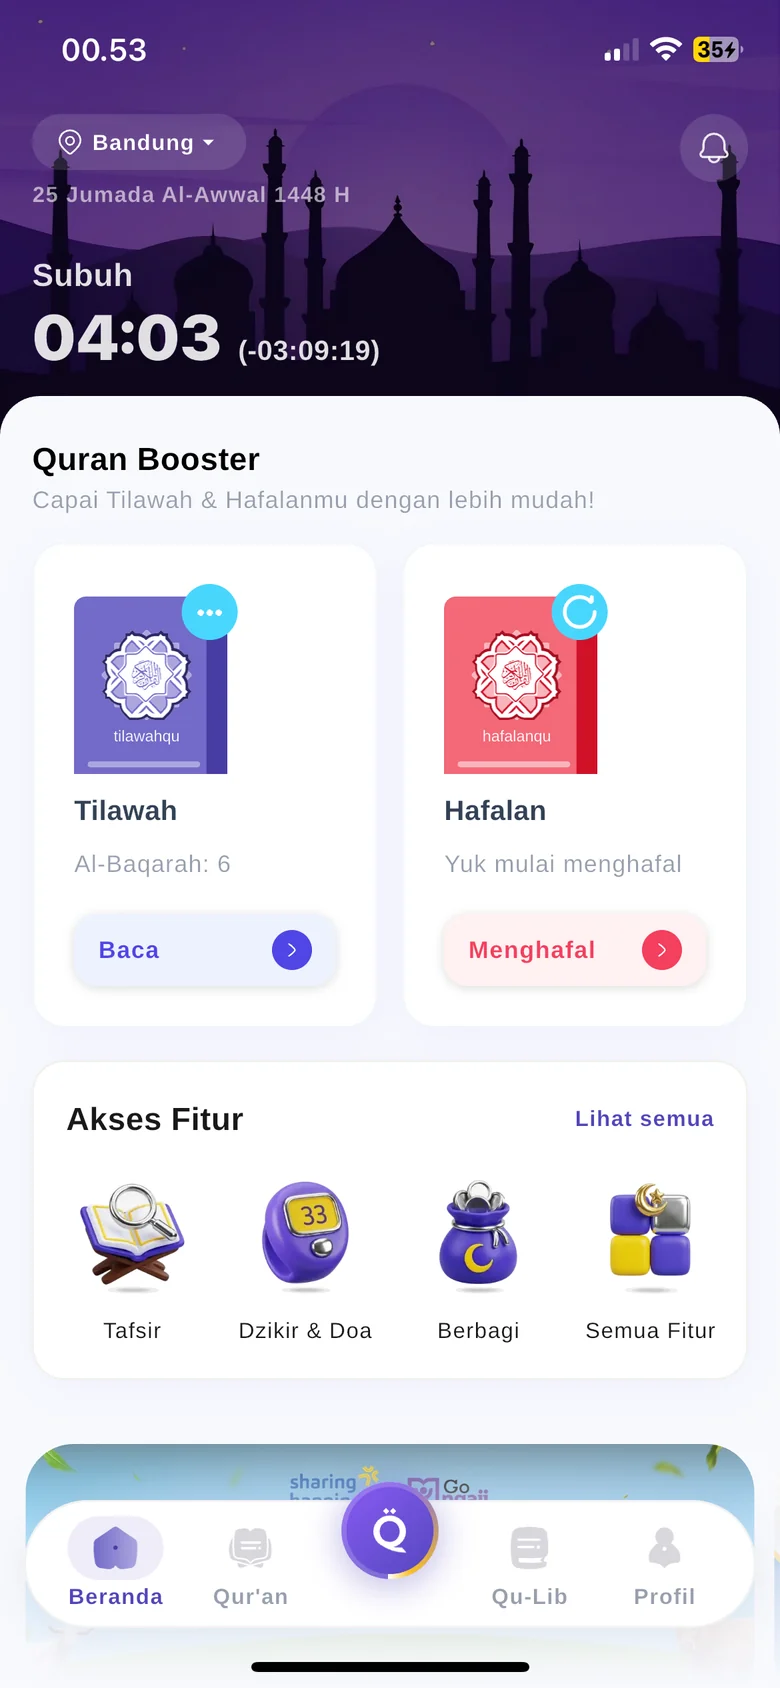 00.53
35
Bandung
25 Jumada Al-Awwal 1448 H
Subuh
04:03 (-03:09:19)
Quran Booster
Capai Tilawah & Hafalanmu dengan lebih mudah!
tilawahqu
hafalanqu
Tilawah
Hafalan
Al-Baqarah: 6
Yuk mulai menghafal
Baca
Menghafal
Akses Fitur
Lihat semua
33
Tafsir
Dzikir & Doa
Berbagi
Semua Fitur
sharing
Go
ngaji
Q
Beranda
Qur'an
Qu-Lib
Profil